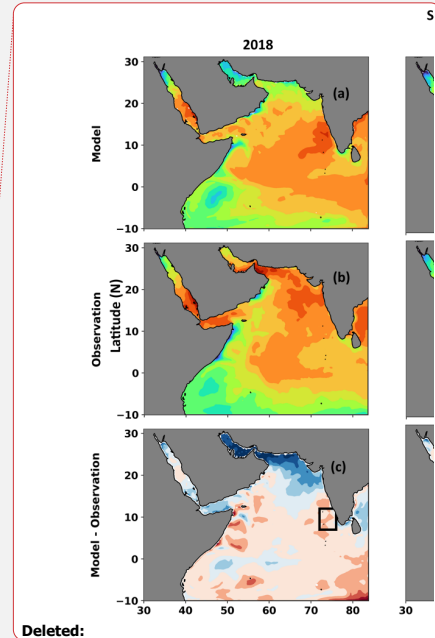 S
2018
30
20
10
0
−10
Model
(a)
30
20
10
0
−10
Observation
Latitude (N)
(b)
30
20
10
0
−10
Model - Observation
(c)
30 40 50 60 70 80
Deleted: